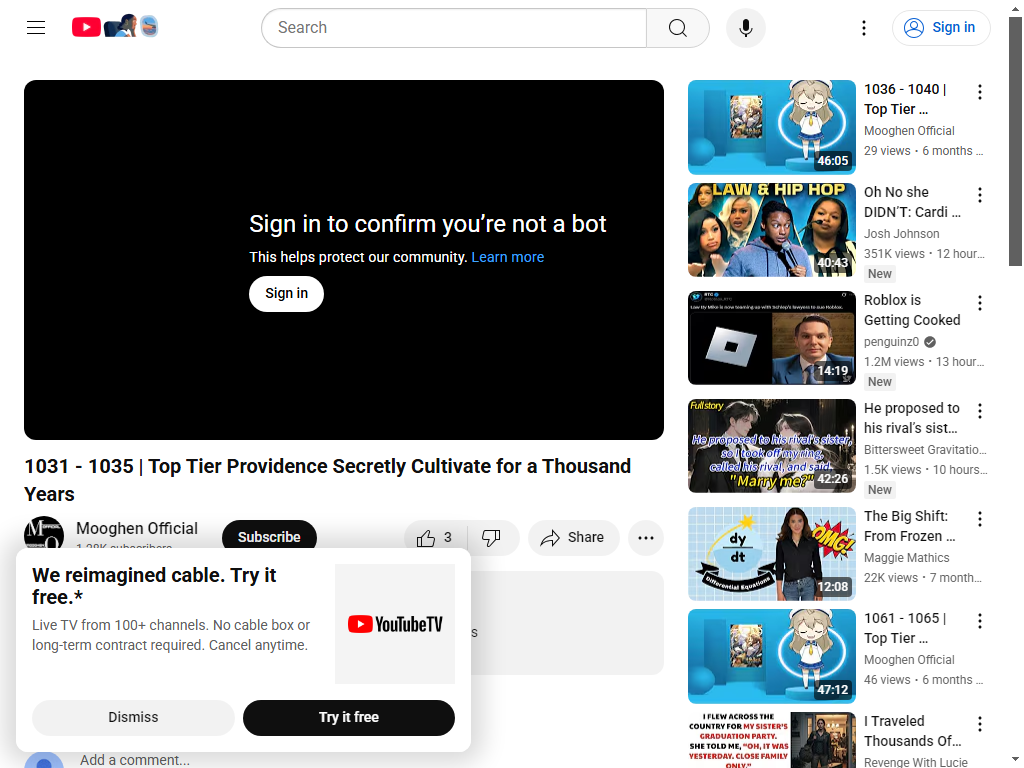 Search
Sign in
Sign in to confirm you’re not a bot
This helps protect our community. Learn more
Sign in
1031 - 1035 | Top Tier Providence Secretly Cultivate for a Thousand
Years
Mooghen Official
Subscribe
3
Share
We reimagined cable. Try it
free.*
Live TV from 100+ channels. No cable box or
long-term contract required. Cancel anytime.
YouTubeTV
Dismiss
Try it free
Add a comment...
46:05
1036 - 1040 |
Top Tier ...
Mooghen Official
29 views • 6 months ...
LAW & HIP HOP
40:43
Oh No she
DIDN'T: Cardi ...
Josh Johnson
351K views • 12 hour...
New
14:19
Roblox is
Getting Cooked
penguinz0
1.2M views • 13 hour...
New
Full story
He proposed to his rival's sister,
so I took off my ring,
called his rival, and said,
"Marry me?"
42:26
He proposed to
his rival’s sist...
Bittersweet Gravitatio...
1.5K views • 10 hours...
New
dy
dt
Differential Equations
OMG!
12:08
The Big Shift:
From Frozen ...
Maggie Mathics
22K views • 7 month...
47:12
1061 - 1065 |
Top Tier ...
Mooghen Official
46 views • 6 months ...
I FLEW ACROSS THE
COUNTRY FOR MY SISTER'S
GRADUATION PARTY.
SHE TOLD ME, "OH, IT WAS
YESTERDAY. CLOSE FAMILY
ONLY."
I Traveled
Thousands Of...
Revenge With Lucie